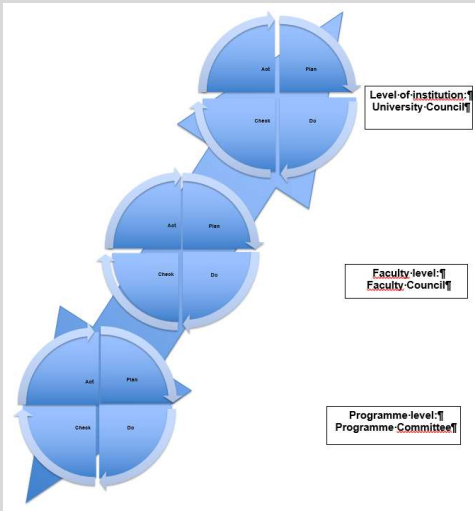 Act Plan
Check Do
Level of institution:¶
University Council¶
Act Plan
Check Do
Faculty level:¶
Faculty Council¶
Act Plan
Check Do
Programme level:¶
Programme Committee¶